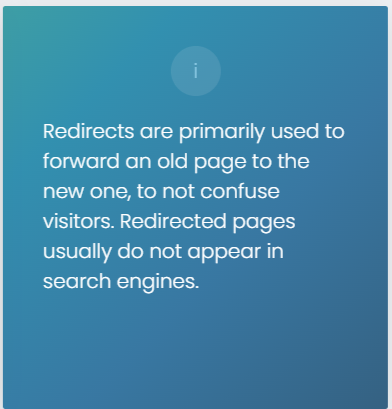 i
Redirects are primarily used to
forward an old page to the
new one, to not confuse
visitors. Redirected pages
usually do not appear in
search engines.